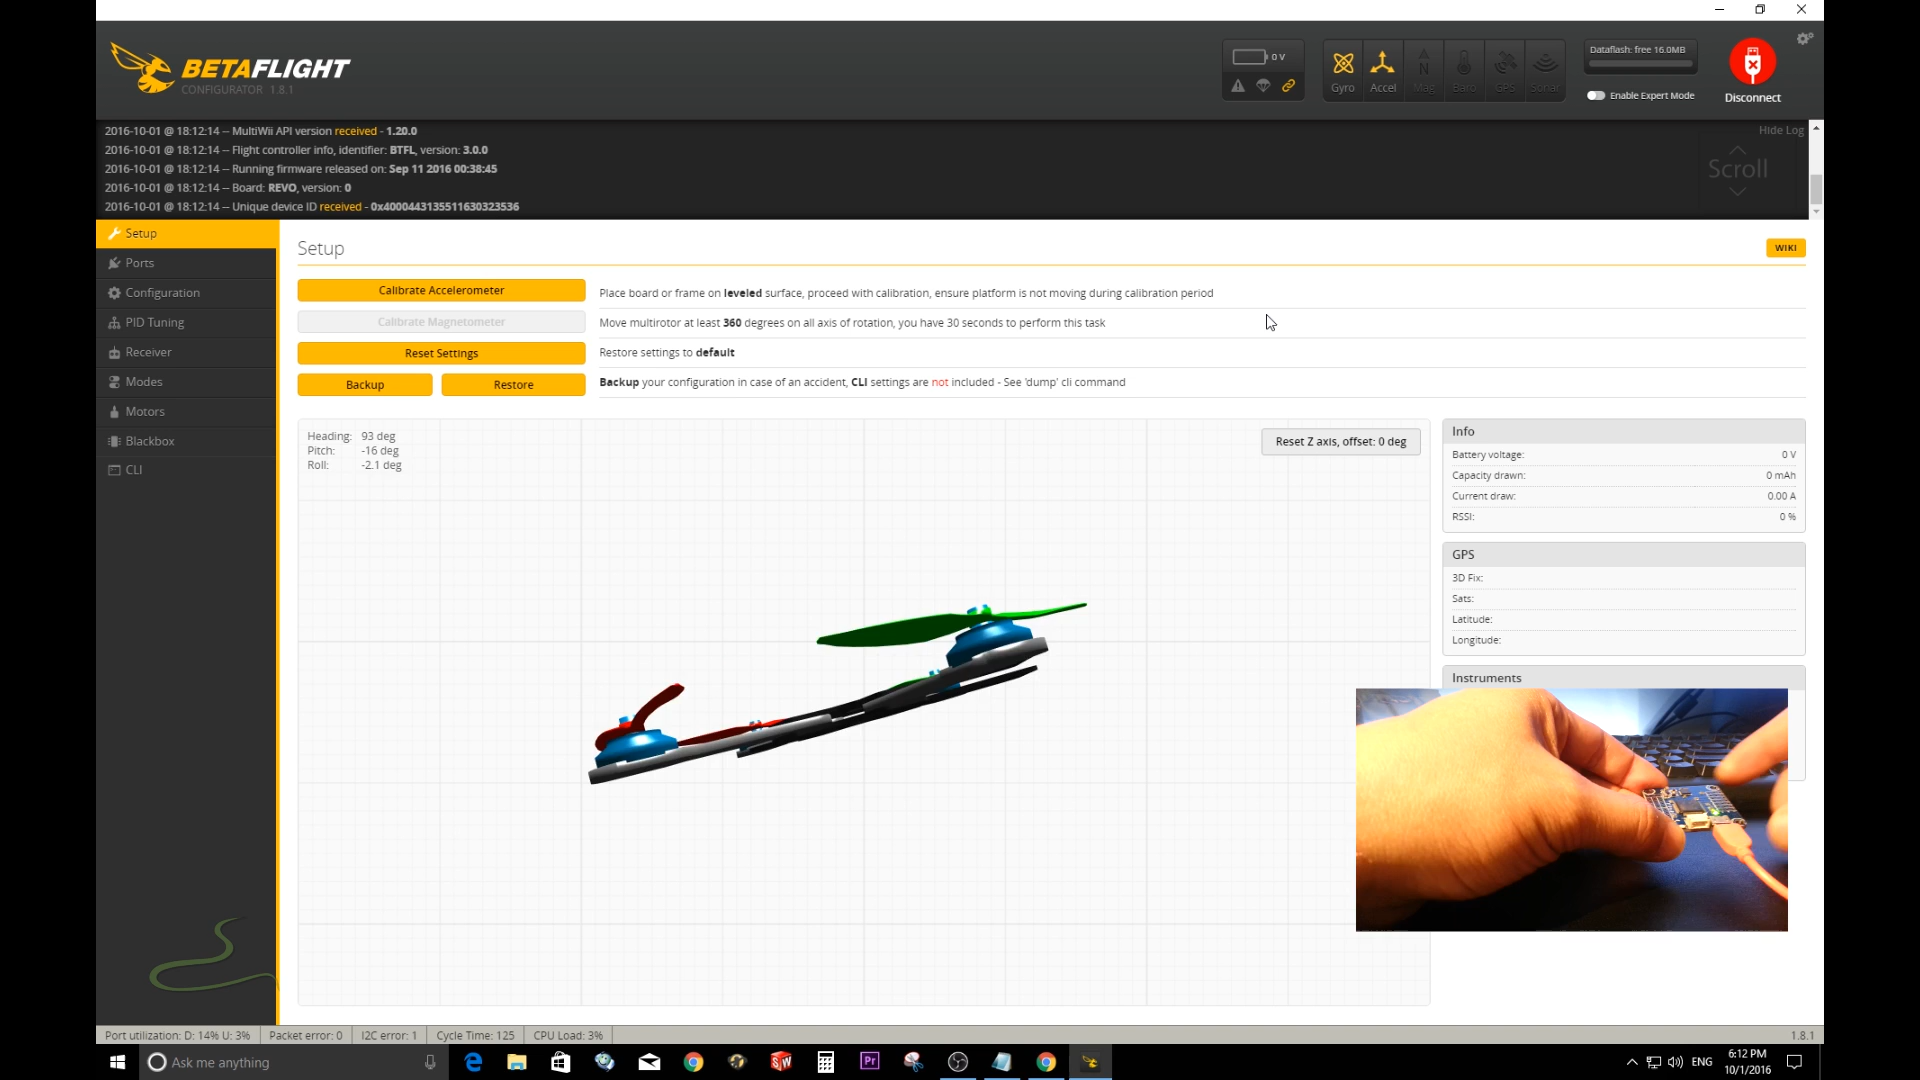 BETAFLIGHT
CONFIGURATOR 1.8.1
0 V
Gyro
Accel
Mag
Baro
GPS
Sonar
Dataflash: free 16.0MB
Enable Expert Mode
Disconnect
2016-10-01 @ 18:12:14 -- MultiWii API version received - 1.20.0
2016-10-01 @ 18:12:14 -- Flight controller info, identifier: BTFL, version: 3.0.0
2016-10-01 @ 18:12:14 -- Running firmware released on: Sep 11 2016 00:38:45
2016-10-01 @ 18:12:14 -- Board: REVO, version: 0
2016-10-01 @ 18:12:14 -- Unique device ID received - 0x4000443135511630323536
Hide Log
Scroll
Setup
Ports
Configuration
PID Tuning
Receiver
Modes
Motors
Blackbox
CLI
Setup
WIKI
Calibrate Accelerometer
Place board or frame on leveled surface, proceed with calibration, ensure platform is not moving during calibration period
Calibrate Magnetometer
Move multirotor at least 360 degrees on all axis of rotation, you have 30 seconds to perform this task
Reset Settings
Restore settings to default
Backup
Restore
Backup your configuration in case of an accident, CLI settings are not included - See 'dump' cli command
Heading: 93 deg
Pitch: -16 deg
Roll: -2.1 deg
Reset Z axis, offset: 0 deg
Info
Battery voltage: 0 V
Capacity drawn: 0 mAh
Current draw: 0.00 A
RSSI: 0 %
GPS
3D Fix:
Sats:
Latitude:
Longitude:
Instruments
Port utilization: D: 14% U: 3%
Packet error: 0
I2C error: 1
Cycle Time: 125
CPU Load: 3%
1.8.1
Ask me anything
SW
Pr
ENG
6:12 PM
10/1/2016